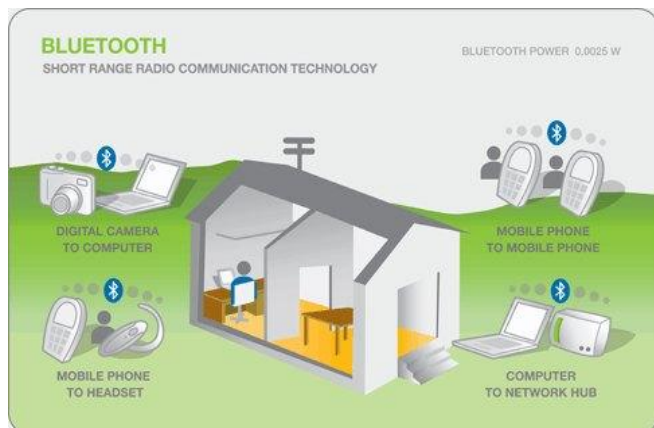 BLUETOOTH
SHORT RANGE RADIO COMMUNICATION TECHNOLOGY
BLUETOOTH POWER 0,0025 W
DIGITAL CAMERA
TO COMPUTER
MOBILE PHONE
TO MOBILE PHONE
MOBILE PHONE
TO HEADSET
COMPUTER
TO NETWORK HUB